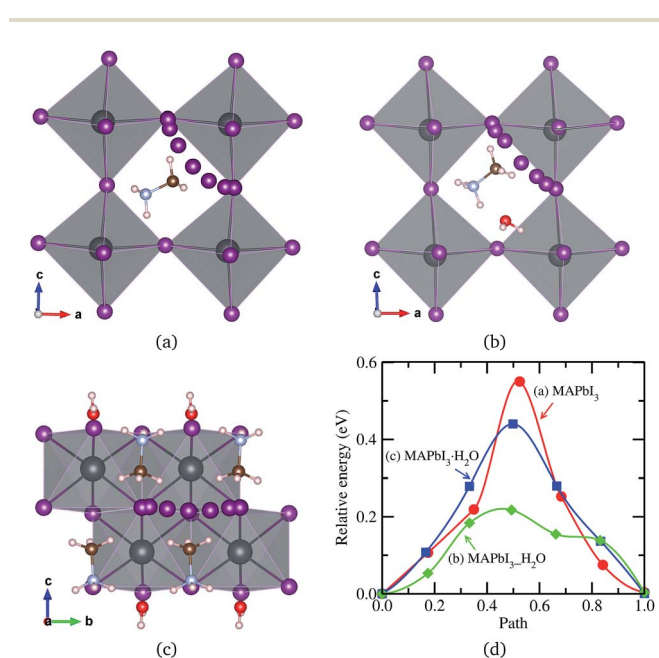 c
a
(a)
c
a
(b)
c
a
b
(c)
0.6
0.4
0.2
0.0
Relative energy (eV)
(a) MAPbI₃
(c) MAPbI₃·H₂O
(b) MAPbI₃_H₂O
0.0 0.2 0.4 0.6 0.8 1.0
Path
(d)